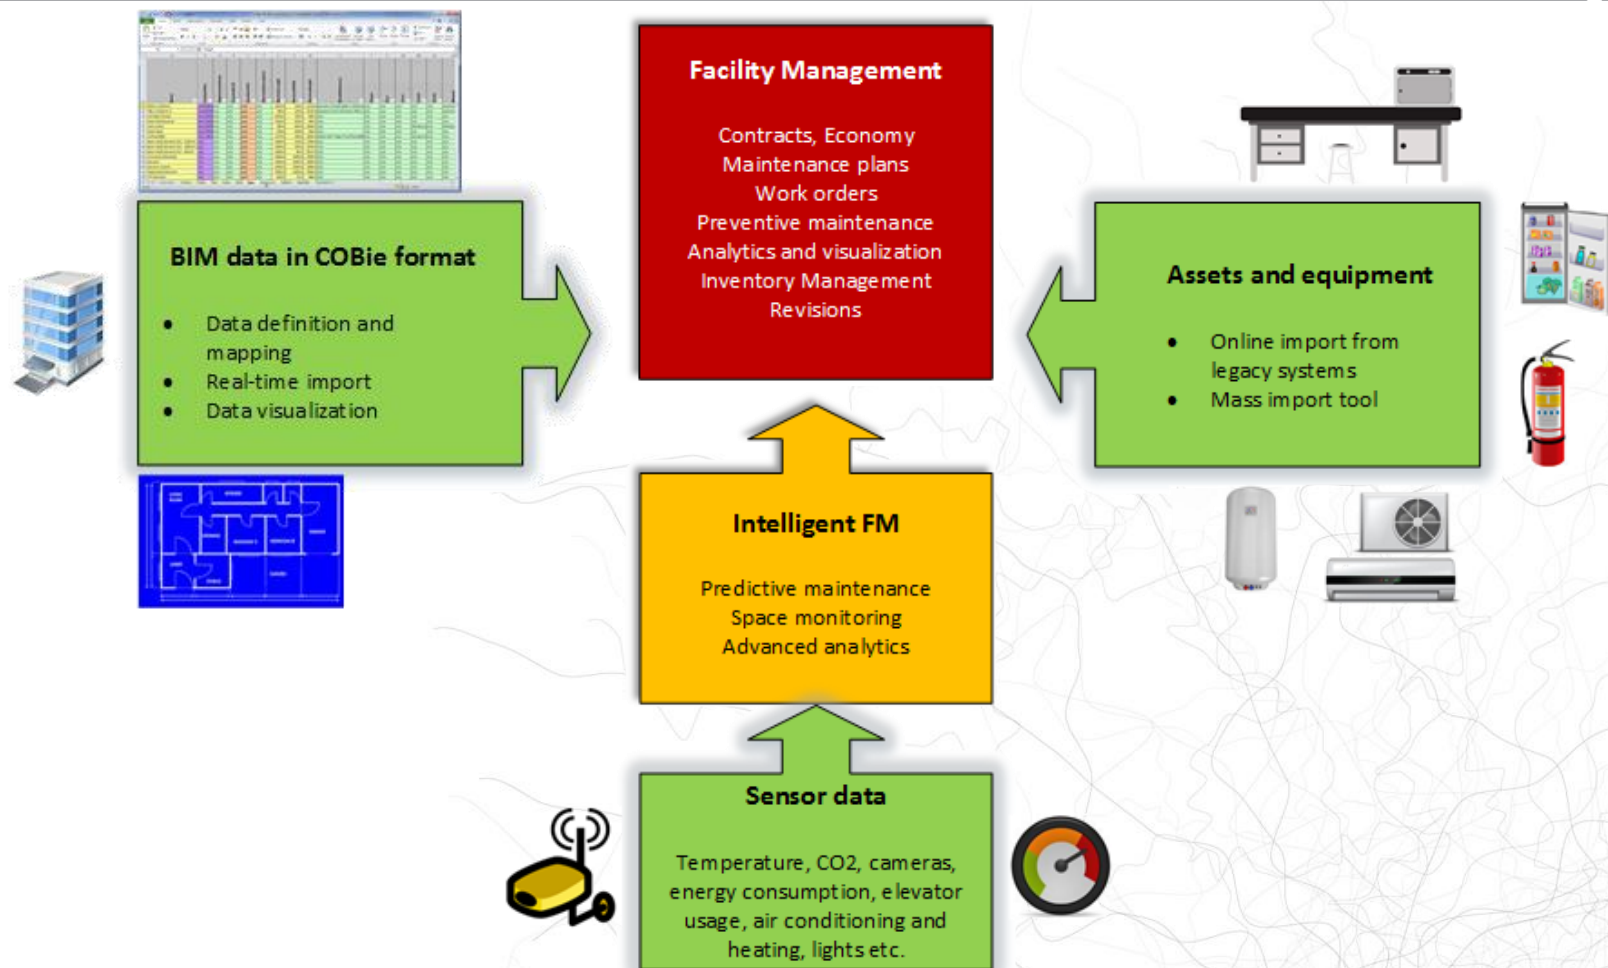 Facility Management
Contracts, Economy
Maintenance plans
Work orders
Preventive maintenance
Analytics and visualization
Inventory Management
Revisions
BIM data in COBie format
• Data definition and
mapping
• Real-time import
• Data visualization
Assets and equipment
• Online import from
legacy systems
• Mass import tool
Intelligent FM
Predictive maintenance
Space monitoring
Advanced analytics
Sensor data
Temperature, CO2, cameras,
energy consumption, elevator
usage, air conditioning and
heating, lights etc.